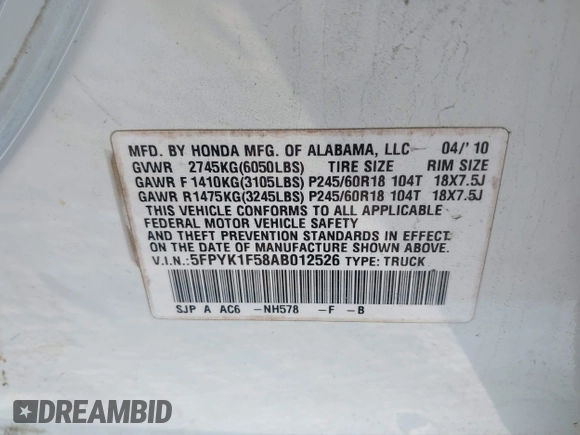 MFD. BY HONDA MFG. OF ALABAMA, LLC 04/' 10
GVWR 2745KG(6050LBS) TIRE SIZE RIM SIZE
GAWR F 1410KG(3105LBS) P245/60R18 104T 18X7.5J
GAWR R1475KG(3245LBS) P245/60R18 104T 18X7.5J
THIS VEHICLE CONFORMS TO ALL APPLICABLE
FEDERAL MOTOR VEHICLE SAFETY
AND THEFT PREVENTION STANDARDS IN EFFECT
ON THE DATE OF MANUFACTURE SHOWN ABOVE.
V.I.N.:5FPYK1F58AB012526 TYPE: TRUCK
SJP A AC6 -NH578 -F -B
DREAMBID